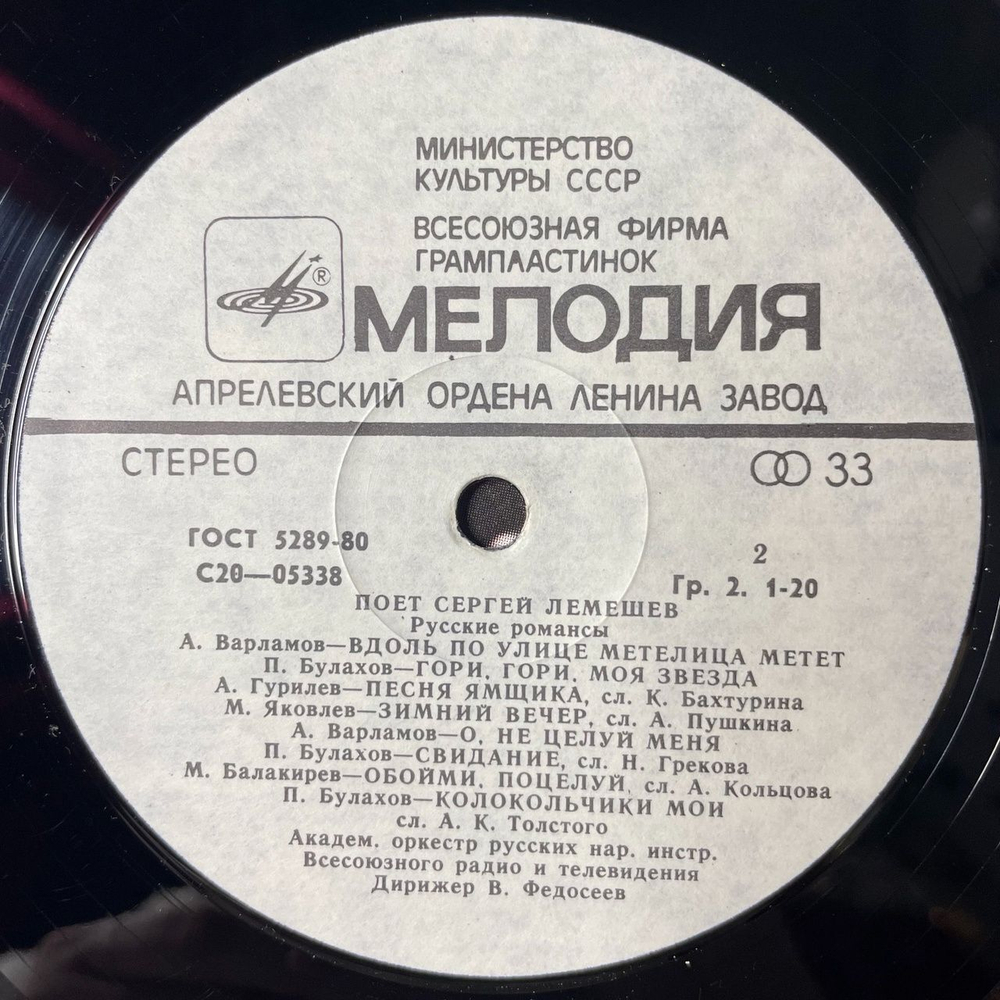 МИНИСТЕРСТВО
КУЛЬТУРЫ СССР
ВСЕСОЮЗНАЯ ФИРМА
ГРАМПЛАСТИНОК
®
МЕЛОДИЯ
АПРЕЛЕВСКИЙ ОРДЕНА ЛЕНИНА ЗАВОД
СТЕРЕО
33
ГОСТ 5289-80
С20—05338
2
Гр. 2. 1-20
ПОЕТ СЕРГЕЙ ЛЕМЕШЕВ
Русские романсы
А. Варламов—ВДОЛЬ ПО УЛИЦЕ МЕТЕЛИЦА МЕТЕТ
П. Булахов—ГОРИ, ГОРИ, МОЯ ЗВЕЗДА
А. Гурилев—ПЕСНЯ ЯМЩИКА, сл. К. Бахтурина
М. Яковлев—ЗИМНИЙ ВЕЧЕР, сл. А. Пушкина
А. Варламов—О, НЕ ЦЕЛУЙ МЕНЯ
П. Булахов—СВИДАНИЕ, сл. Н. Грекова
М. Балакирев—ОБОЙМИ, ПОЦЕЛУЙ, сл. А. Кольцова
П. Булахов—КОЛОКОЛЬЧИКИ МОИ
сл. А. К. Толстого
Академ. оркестр русских нар. инстр.
Всесоюзного радио и телевидения
Дирижер В. Федосеев